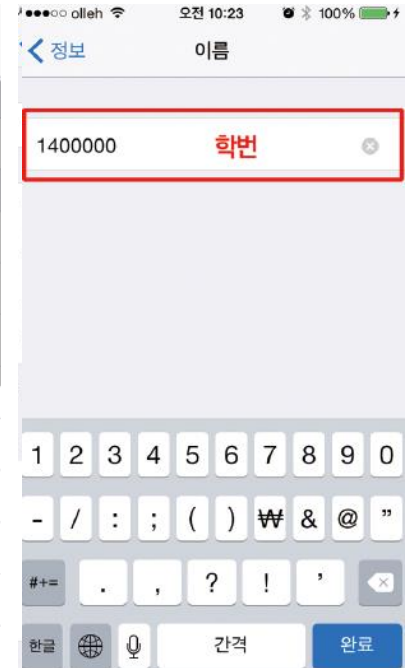 olleh 오전 10:23 100%
정보 이름
1400000 학번
1 2 3 4 5 6 7 8 9 0
- / : ; ( ) ₩ & @ ”
#+= . , ? ! ’
한글 간격 완료